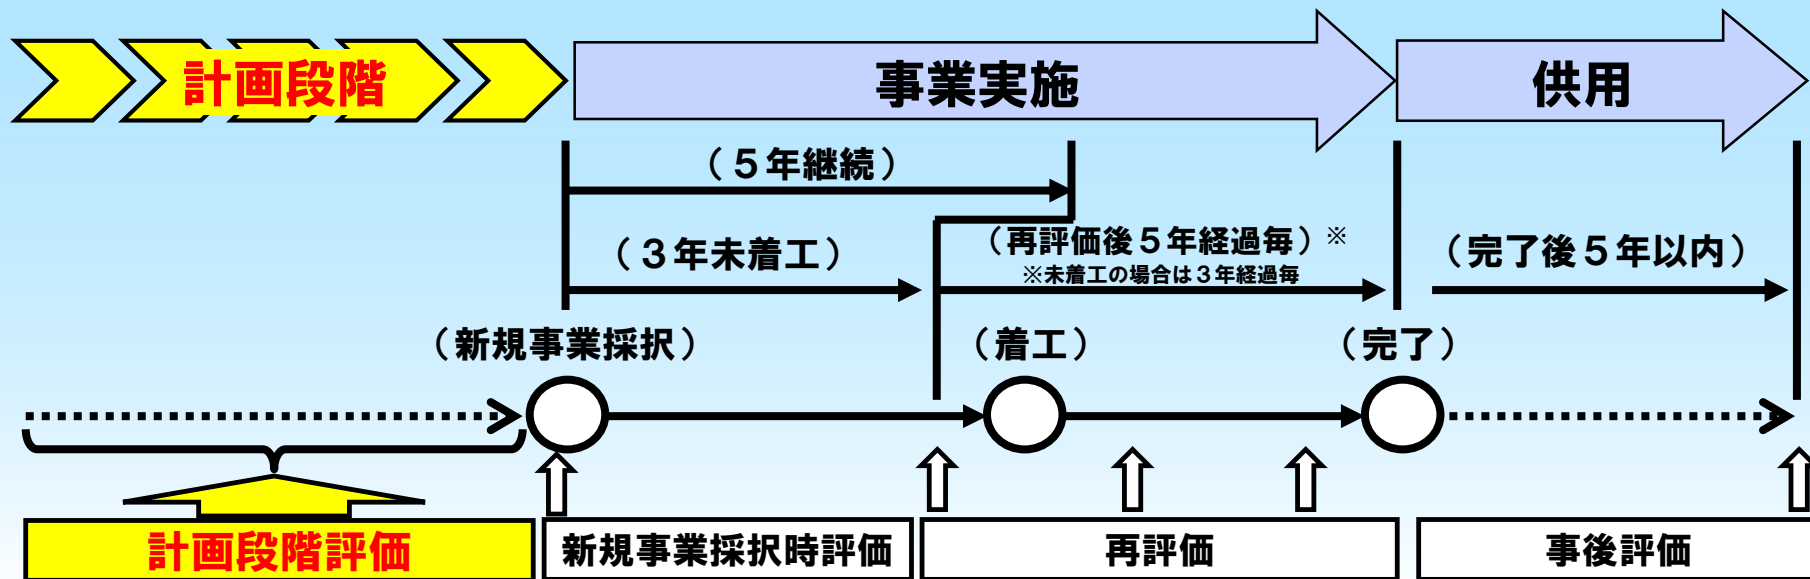 計画段階
事業実施
供用
（５年継続）
（３年未着工）
（再評価後５年経過毎）※
※未着工の場合は３年経過毎
（完了後５年以内）
（新規事業採択）
（着工）
（完了）
計画段階評価
新規事業採択時評価
再評価
事後評価